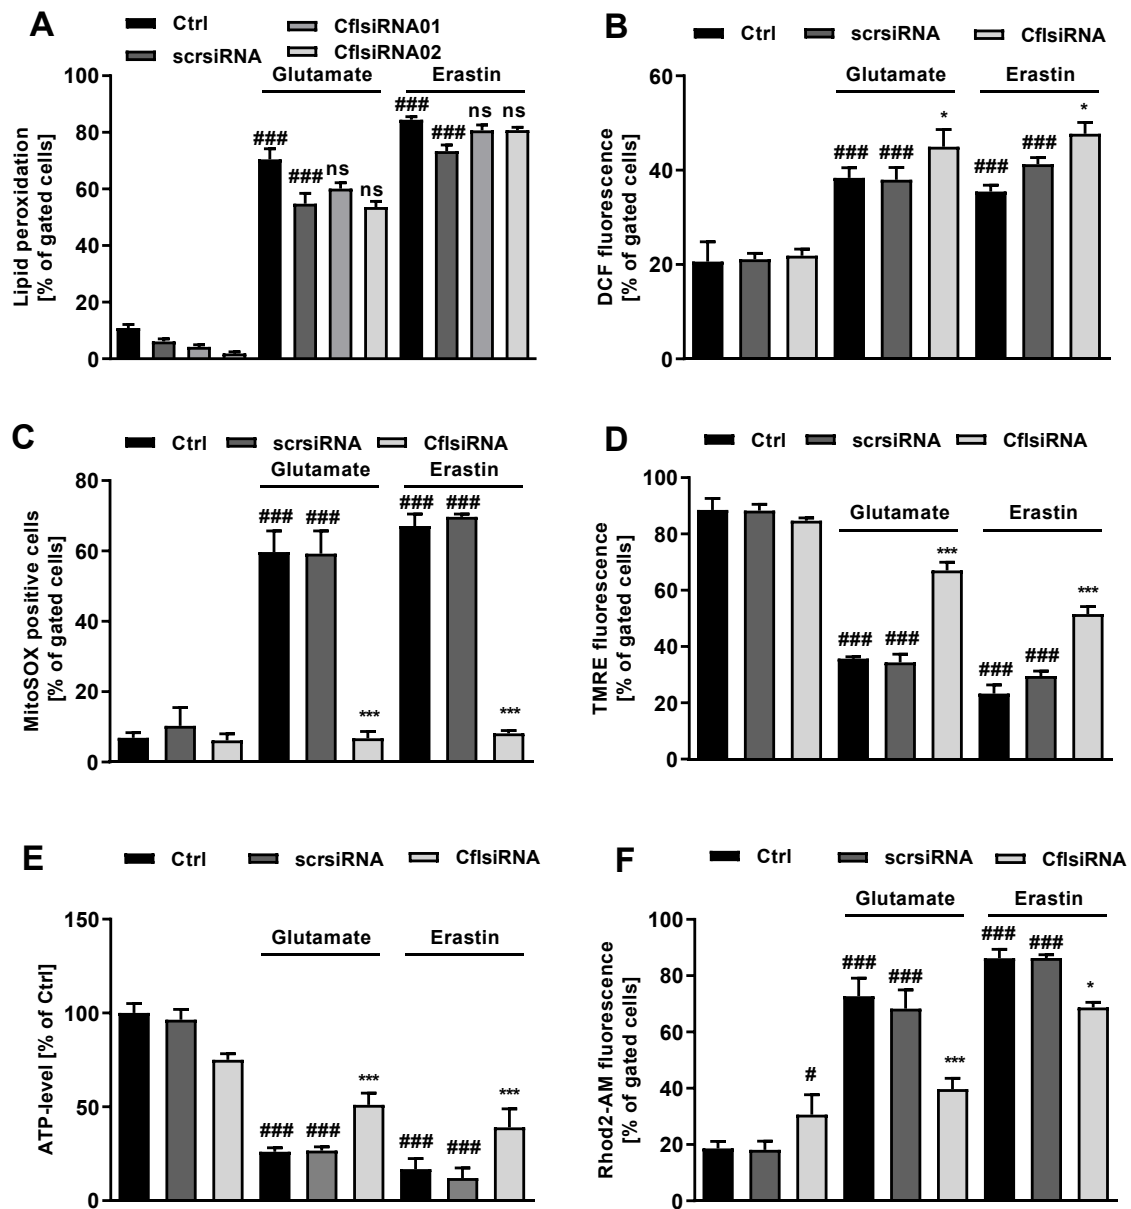 A
Ctrl
CflsiRNA01
scrsiRNA
CflsiRNA02
Glutamate
Erastin
Lipid peroxidation
[% of gated cells]
100
80
60
40
20
0
###
###
ns
ns
###
###
ns
ns
B
Ctrl
scrsiRNA
CflsiRNA
Glutamate
Erastin
DCF fluorescence
[% of gated cells]
60
40
20
0
###
###
*
###
###
*
C
Ctrl
scrsiRNA
CflsiRNA
Glutamate
Erastin
MitoSOX positive cells
[% of gated cells]
80
60
40
20
0
###
###
***
###
###
***
D
Ctrl
scrsiRNA
CflsiRNA
Glutamate
Erastin
TMRE fluorescence
[% of gated cells]
100
80
60
40
20
0
###
###
***
###
###
***
E
Ctrl
scrsiRNA
CflsiRNA
Glutamate
Erastin
ATP-level [% of Ctrl]
150
100
50
0
###
###
***
###
###
***
F
Ctrl
scrsiRNA
CflsiRNA
Glutamate
Erastin
Rhod2-AM fluorescence
[% of gated cells]
100
80
60
40
20
0
#
###
###
***
###
###
*